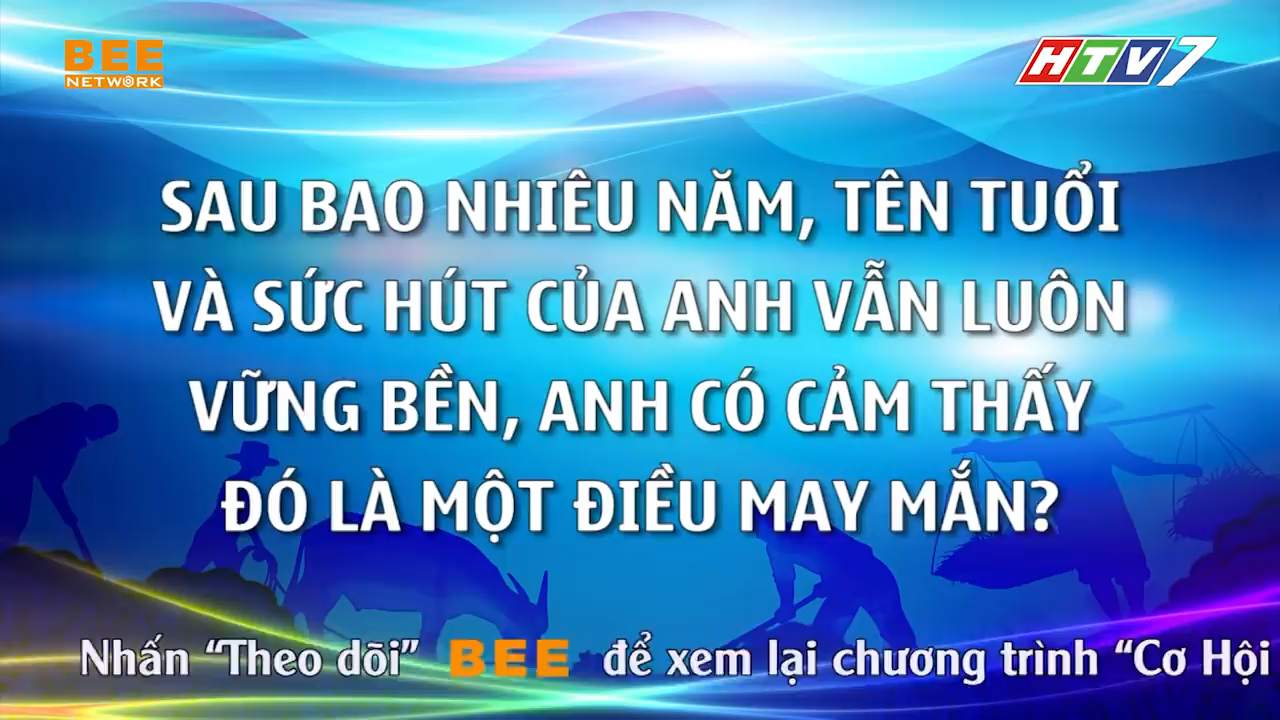 BEE
NETWORK
HTV7
SAU BAO NHIÊU NĂM, TÊN TUỔI
VÀ SỨC HÚT CỦA ANH VẪN LUÔN
VỮNG BỀN, ANH CÓ CẢM THẤY
ĐÓ LÀ MỘT ĐIỀU MAY MẮN?
Nhấn “Theo dõi” BEE để xem lại chương trình “Cơ Hội